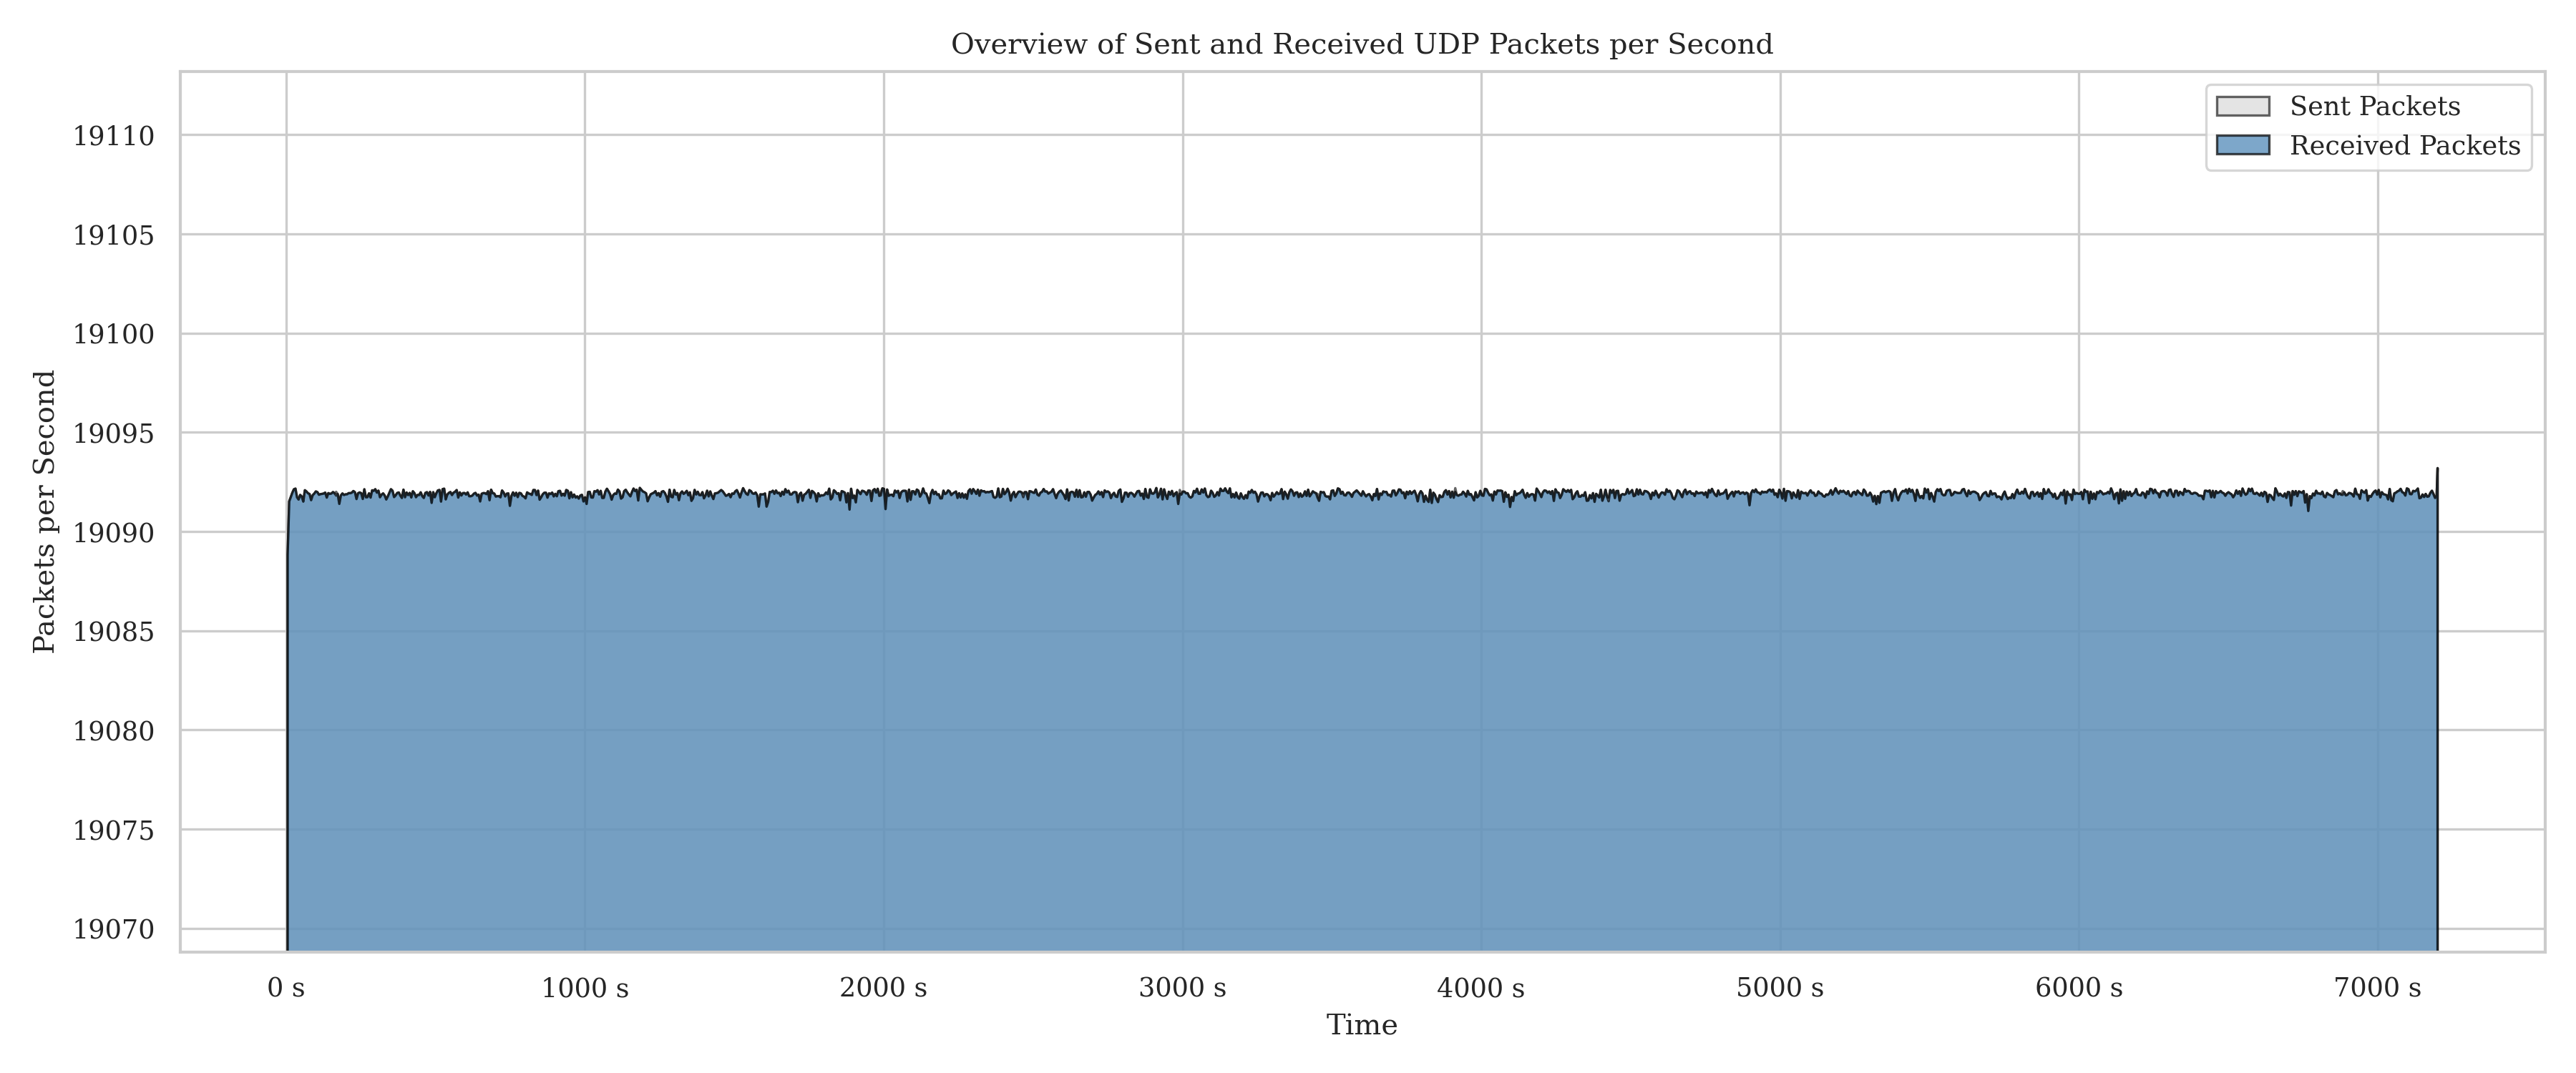 Overview of Sent and Received UDP Packets per Second
Sent Packets
Received Packets
Packets per Second
19110
19105
19100
19095
19090
19085
19080
19075
19070
0 s
1000 s
2000 s
3000 s
4000 s
5000 s
6000 s
7000 s
Time